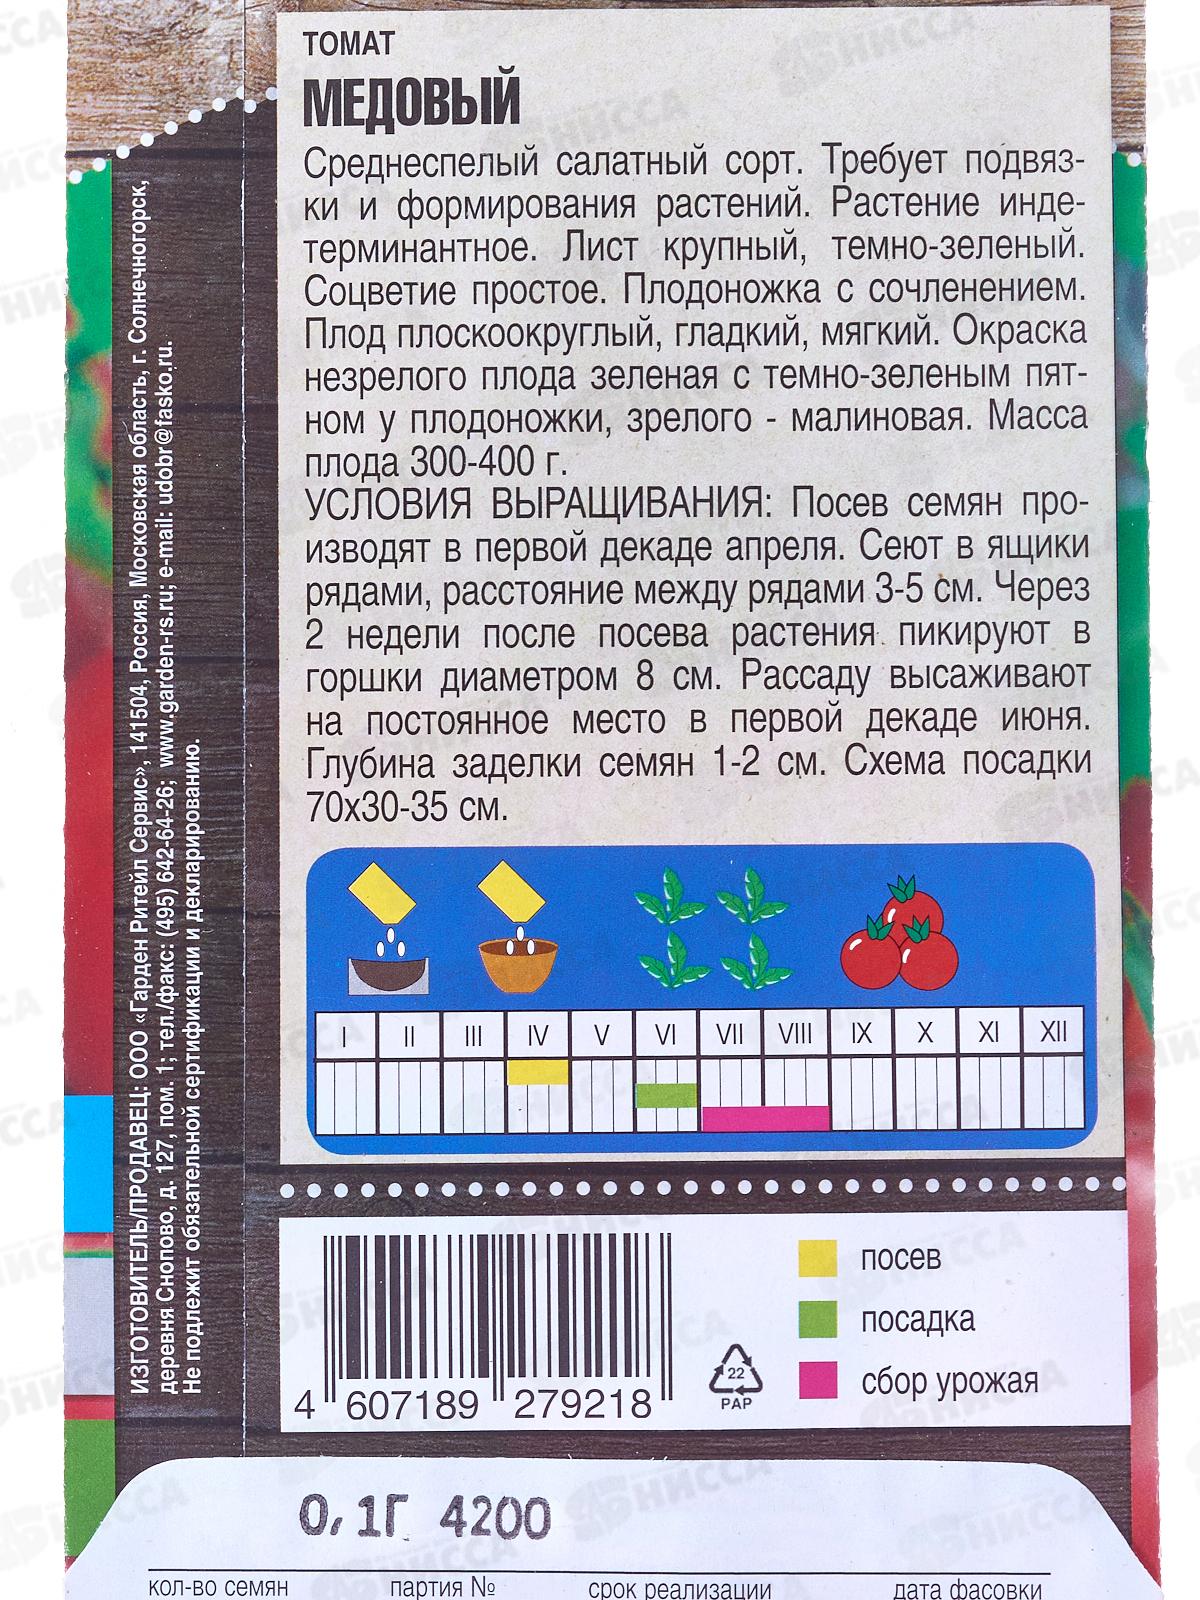 ТОМАТ
МЕДОВЫЙ
Среднеспелый салатный сорт. Требует подвяз-
ки и формирования растений. Растение инде-
терминантное. Лист крупный, темно-зеленый.
Соцветие простое. Плодоножка с сочленением.
Плод плоскоокруглый, гладкий, мягкий. Окраска
незрелого плода зеленая с темно-зеленым пят-
ном у плодоножки, зрелого - малиновая. Масса
плода 300-400 г.
УСЛОВИЯ ВЫРАЩИВАНИЯ: Посев семян про-
изводят в первой декаде апреля. Сеют в ящики
рядами, расстояние между рядами 3-5 см. Через
2 недели после посева растения пикируют в
горшки диаметром 8 см. Рассаду высаживают
на постоянное место в первой декаде июня.
Глубина заделки семян 1-2 см. Схема посадки
70х30-35 см.
I II III IV V VI VII VIII IX X XI XII
ИЗГОТОВИТЕЛЬ/ПРОДАВЕЦ: ООО «Гарден Ритейл Сервис», 141504, Россия, Московская область, г. Солнечногорск,
деревня Снопово, д. 127, пом. 1; тел./факс: (495) 642-64-26; www.garden-rs.ru; e-mail: udobr@fasko.ru.
Не подлежит обязательной сертификации и декларированию.
посев
посадка
сбор урожая
22
PAP
4 607189 279218
0,1Г 4200
кол-во семян партия № срок реализации дата фасовки
НИССА